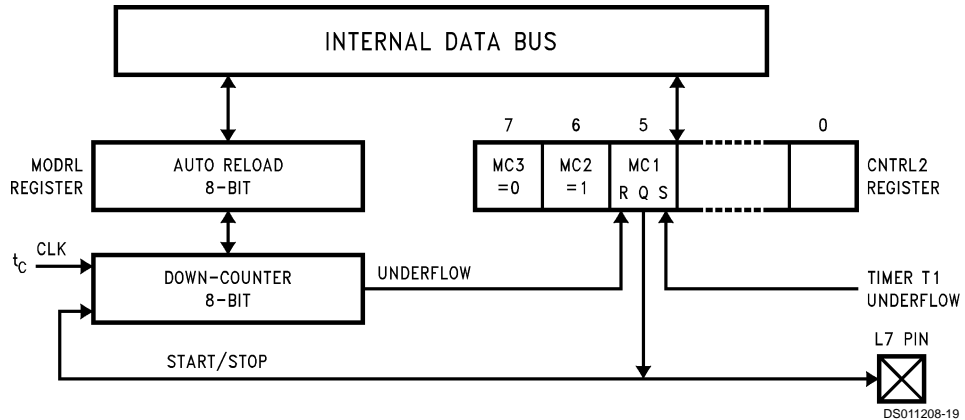 INTERNAL DATA BUS
7 6 5 0
MODRL
REGISTER
AUTO RELOAD
8-BIT
MC3
=0
MC2
=1
MC1
R Q S
CNTRL2
REGISTER
tC CLK
DOWN-COUNTER
8-BIT
UNDERFLOW
TIMER T1
UNDERFLOW
START/STOP
L7 PIN
DS011208-19